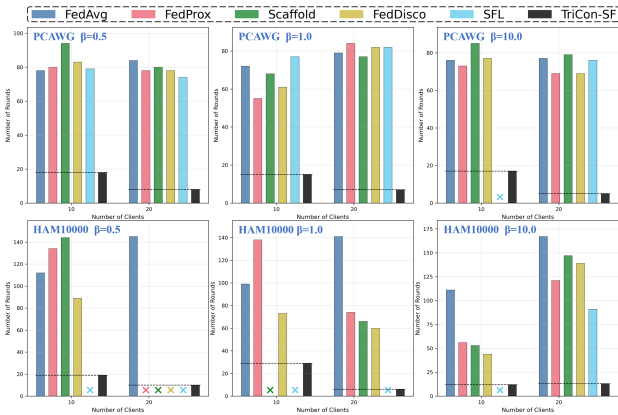 FedAvg FedProx Scaffold FedDisco SFL TriCon-SF
PCAWG β=0.5
PCAWG β=1.0
PCAWG β=10.0
Number of Rounds
100
80
60
40
20
0
10 20
Number of Clients
Number of Rounds
80
60
40
20
0
10 20
Number of Clients
Number of Rounds
80
60
40
20
0
10 20
Number of Clients
HAM10000 β=0.5
HAM10000 β=1.0
HAM10000 β=10.0
Number of Rounds
140
120
100
80
60
40
20
0
10 20
Number of Clients
Number of Rounds
140
120
100
80
60
40
20
0
10 20
Number of Clients
Number of Rounds
175
150
125
100
75
50
25
0
10 20
Number of Clients